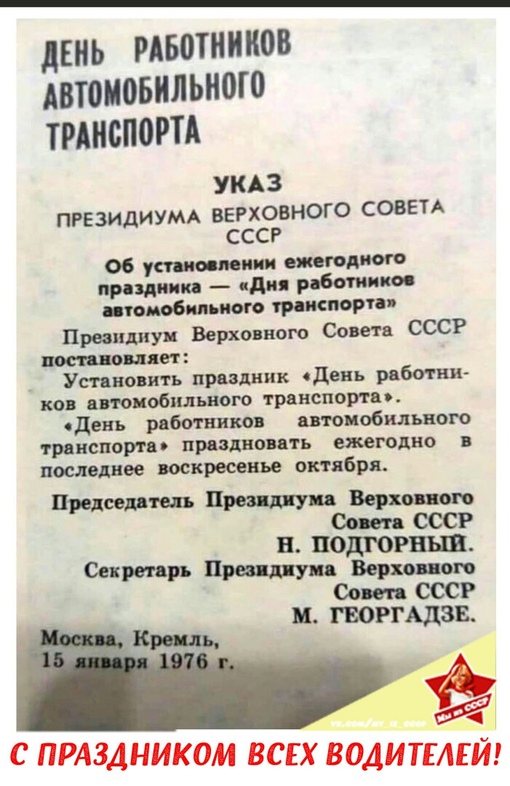 ДЕНЬ РАБОТНИКОВ
АВТОМОБИЛЬНОГО
ТРАНСПОРТА
УКАЗ
ПРЕЗИДИУМА ВЕРХОВНОГО СОВЕТА
СССР
Об установлении ежегодного
праздника — «Дня работников
автомобильного транспорта»
Президиум Верховного Совета СССР
постановляет:
Установить праздник «День работни-
ков автомобильного транспорта».
«День работников автомобильного
транспорта» праздновать ежегодно в
последнее воскресенье октября.
Председатель Президиума Верховного
Совета СССР
Н. ПОДГОРНЫЙ.
Секретарь Президиума Верховного
Совета СССР
М. ГЕОРГАДЗЕ.
Москва, Кремль,
15 января 1976 г.
Мы из СССР
VK.COM/MY_IZ_CCCP
С ПРАЗДНИКОМ ВСЕХ ВОДИТЕЛЕЙ!